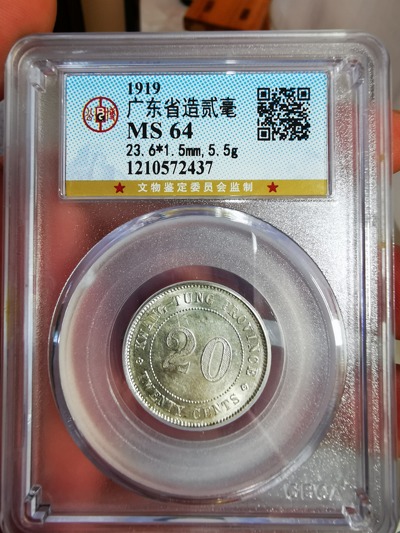 1919
广东省造贰毫
MS 64
23.6*1.5mm,5.5g
1210572437
★ 文物鉴定委员会监制 ★
KWANG TUNG PROVINCE
20
TWENTY CENTS